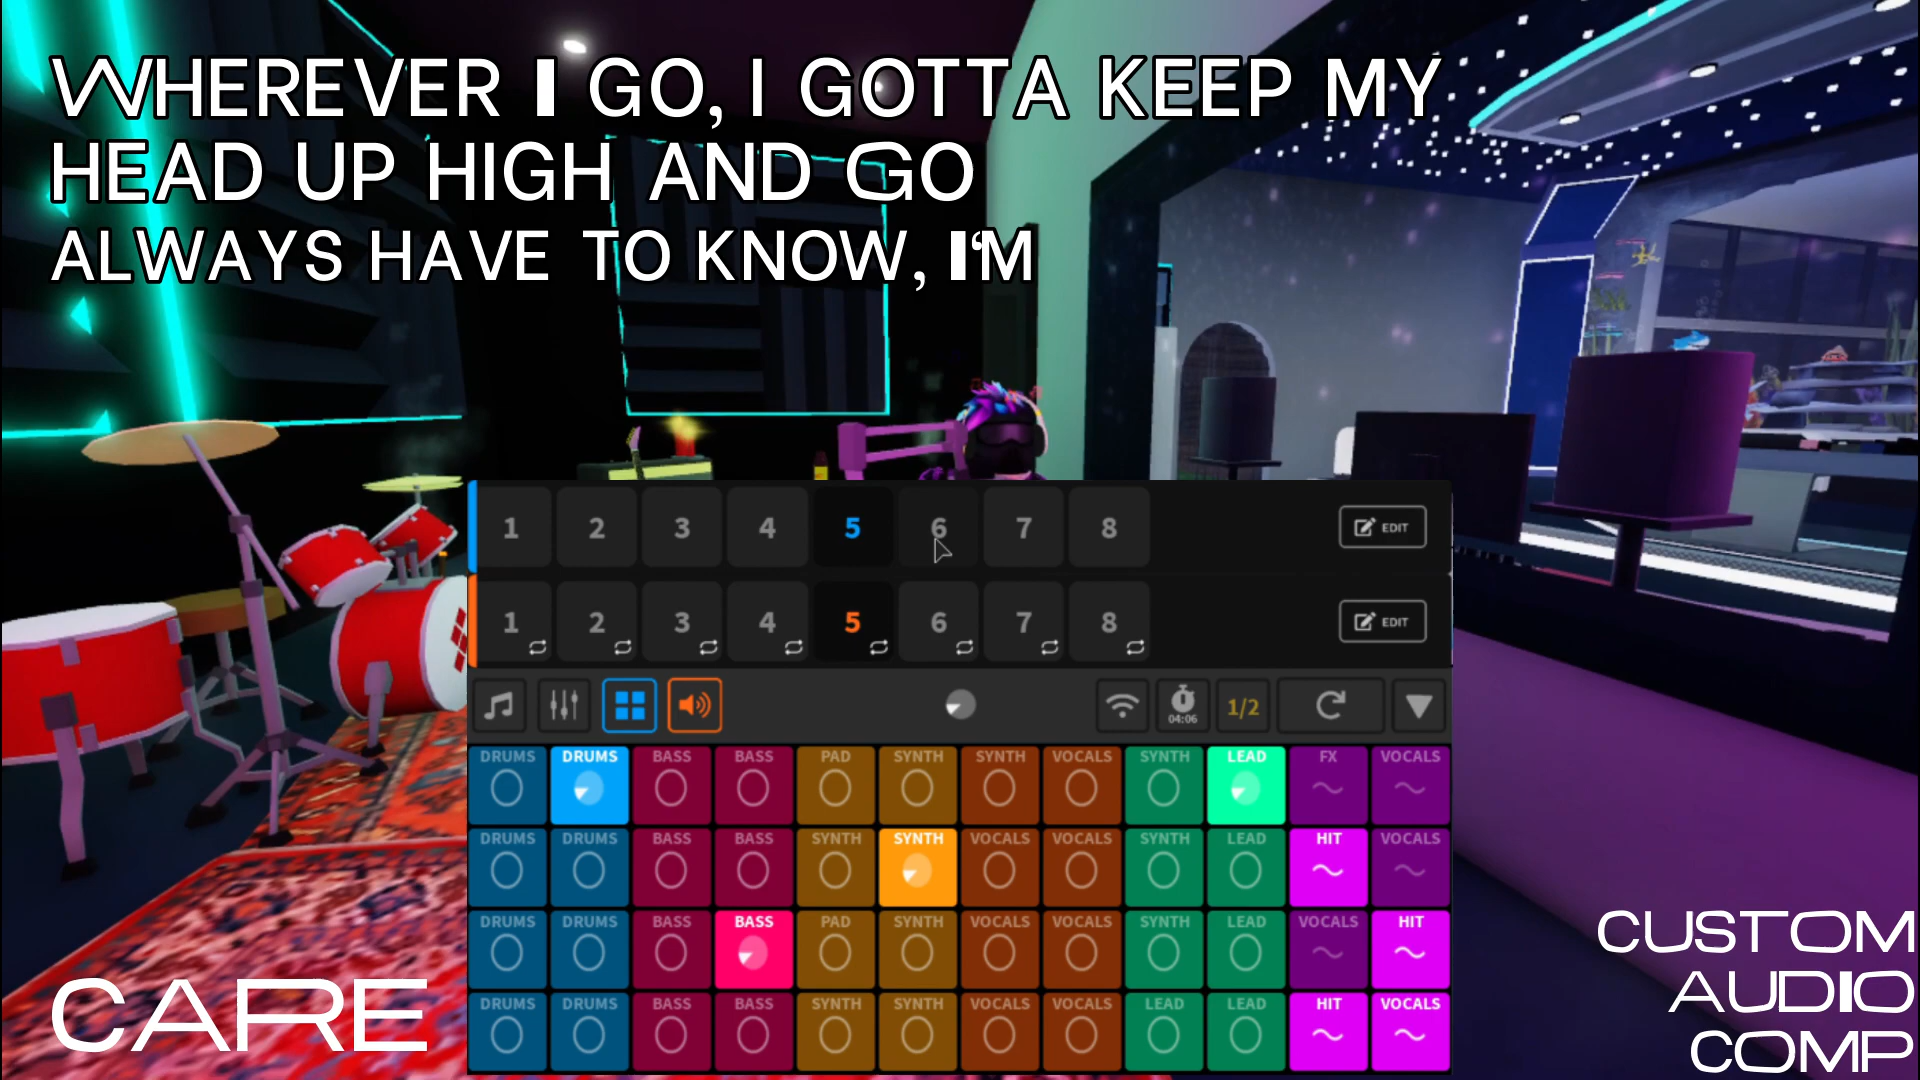 WHEREVER I GO, I GOTTA KEEP MY
HEAD UP HIGH AND GO
ALWAYS HAVE TO KNOW, I'M
1 2 3 4 5 6 7 8 EDIT
1 2 3 4 5 6 7 8 EDIT
04:06 1/2
DRUMS DRUMS BASS BASS PAD SYNTH SYNTH VOCALS SYNTH LEAD FX VOCALS
DRUMS DRUMS BASS BASS SYNTH SYNTH VOCALS VOCALS SYNTH LEAD HIT VOCALS
DRUMS DRUMS BASS BASS PAD SYNTH VOCALS VOCALS SYNTH LEAD VOCALS HIT
DRUMS DRUMS BASS BASS SYNTH SYNTH VOCALS VOCALS LEAD LEAD HIT VOCALS
CARE
CUSTOM
AUDIO
COMP